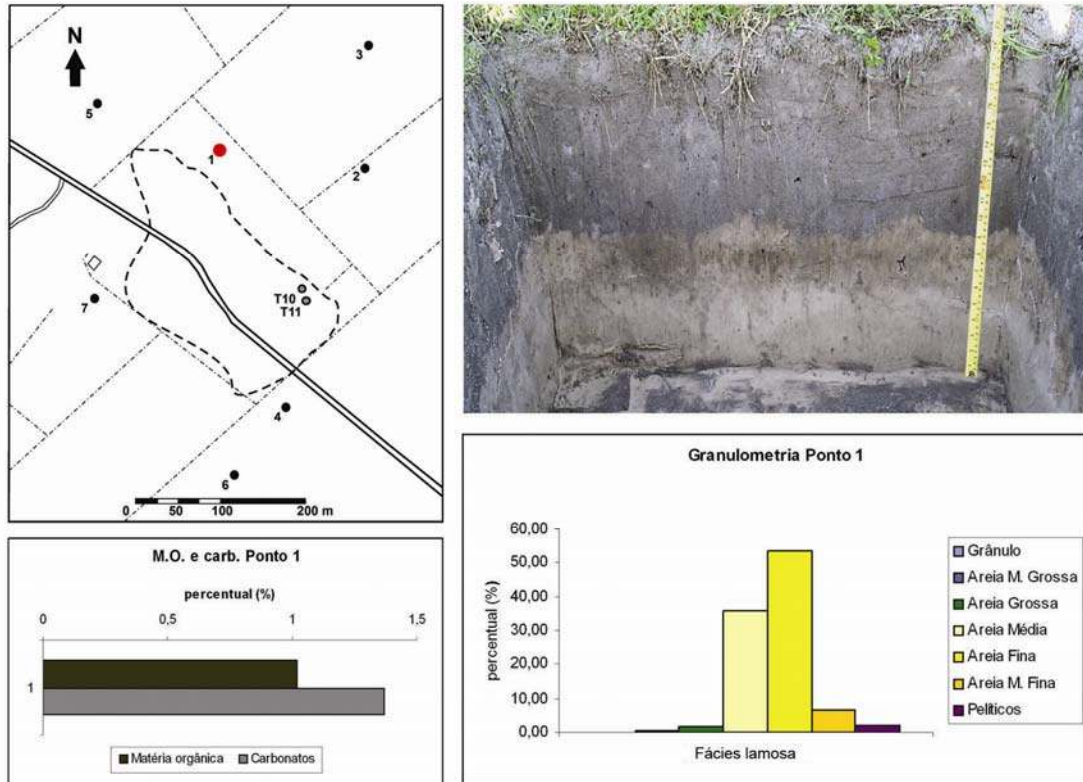 N
3
5
1
2
T10
T11
7
4
6
0 50 100 200 m
M.O. e carb. Ponto 1
percentual (%)
0 0,5 1 1,5
1
Matéria orgânica Carbonatos
Granulometria Ponto 1
percentual (%)
60,00
50,00
40,00
30,00
20,00
10,00
0,00
Fácies lamosa
Grânulo
Areia M. Grossa
Areia Grossa
Areia Média
Areia Fina
Areia M. Fina
Pelíticos